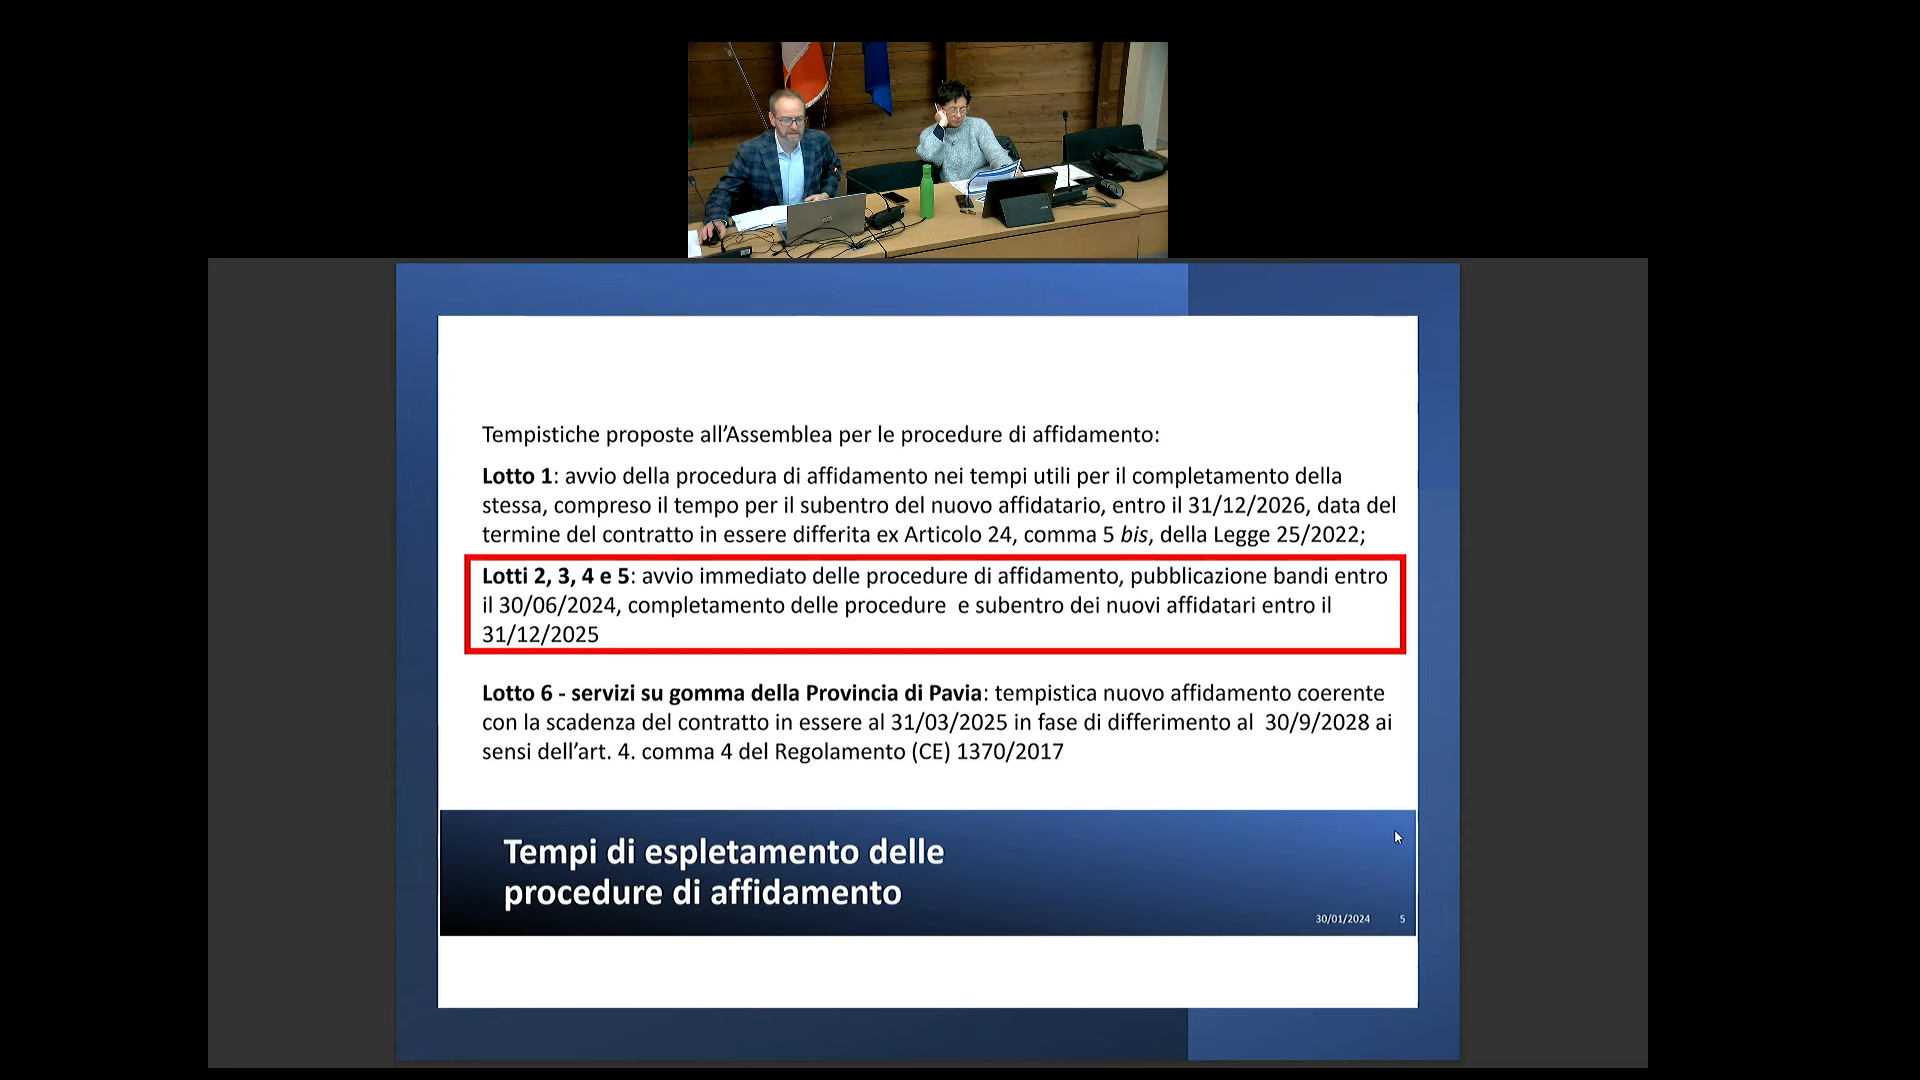 Tempistiche proposte all’Assemblea per le procedure di affidamento:
Lotto 1: avvio della procedura di affidamento nei tempi utili per il completamento della
stessa, compreso il tempo per il subentro del nuovo affidatario, entro il 31/12/2026, data del
termine del contratto in essere differita ex Articolo 24, comma 5 bis, della Legge 25/2022;
Lotti 2, 3, 4 e 5: avvio immediato delle procedure di affidamento, pubblicazione bandi entro
il 30/06/2024, completamento delle procedure  e subentro dei nuovi affidatari entro il
31/12/2025
Lotto 6 - servizi su gomma della Provincia di Pavia: tempistica nuovo affidamento coerente
con la scadenza del contratto in essere al 31/03/2025 in fase di differimento al  30/9/2028 ai
sensi dell’art. 4. comma 4 del Regolamento (CE) 1370/2017
Tempi di espletamento delle
procedure di affidamento
30/01/2024 5